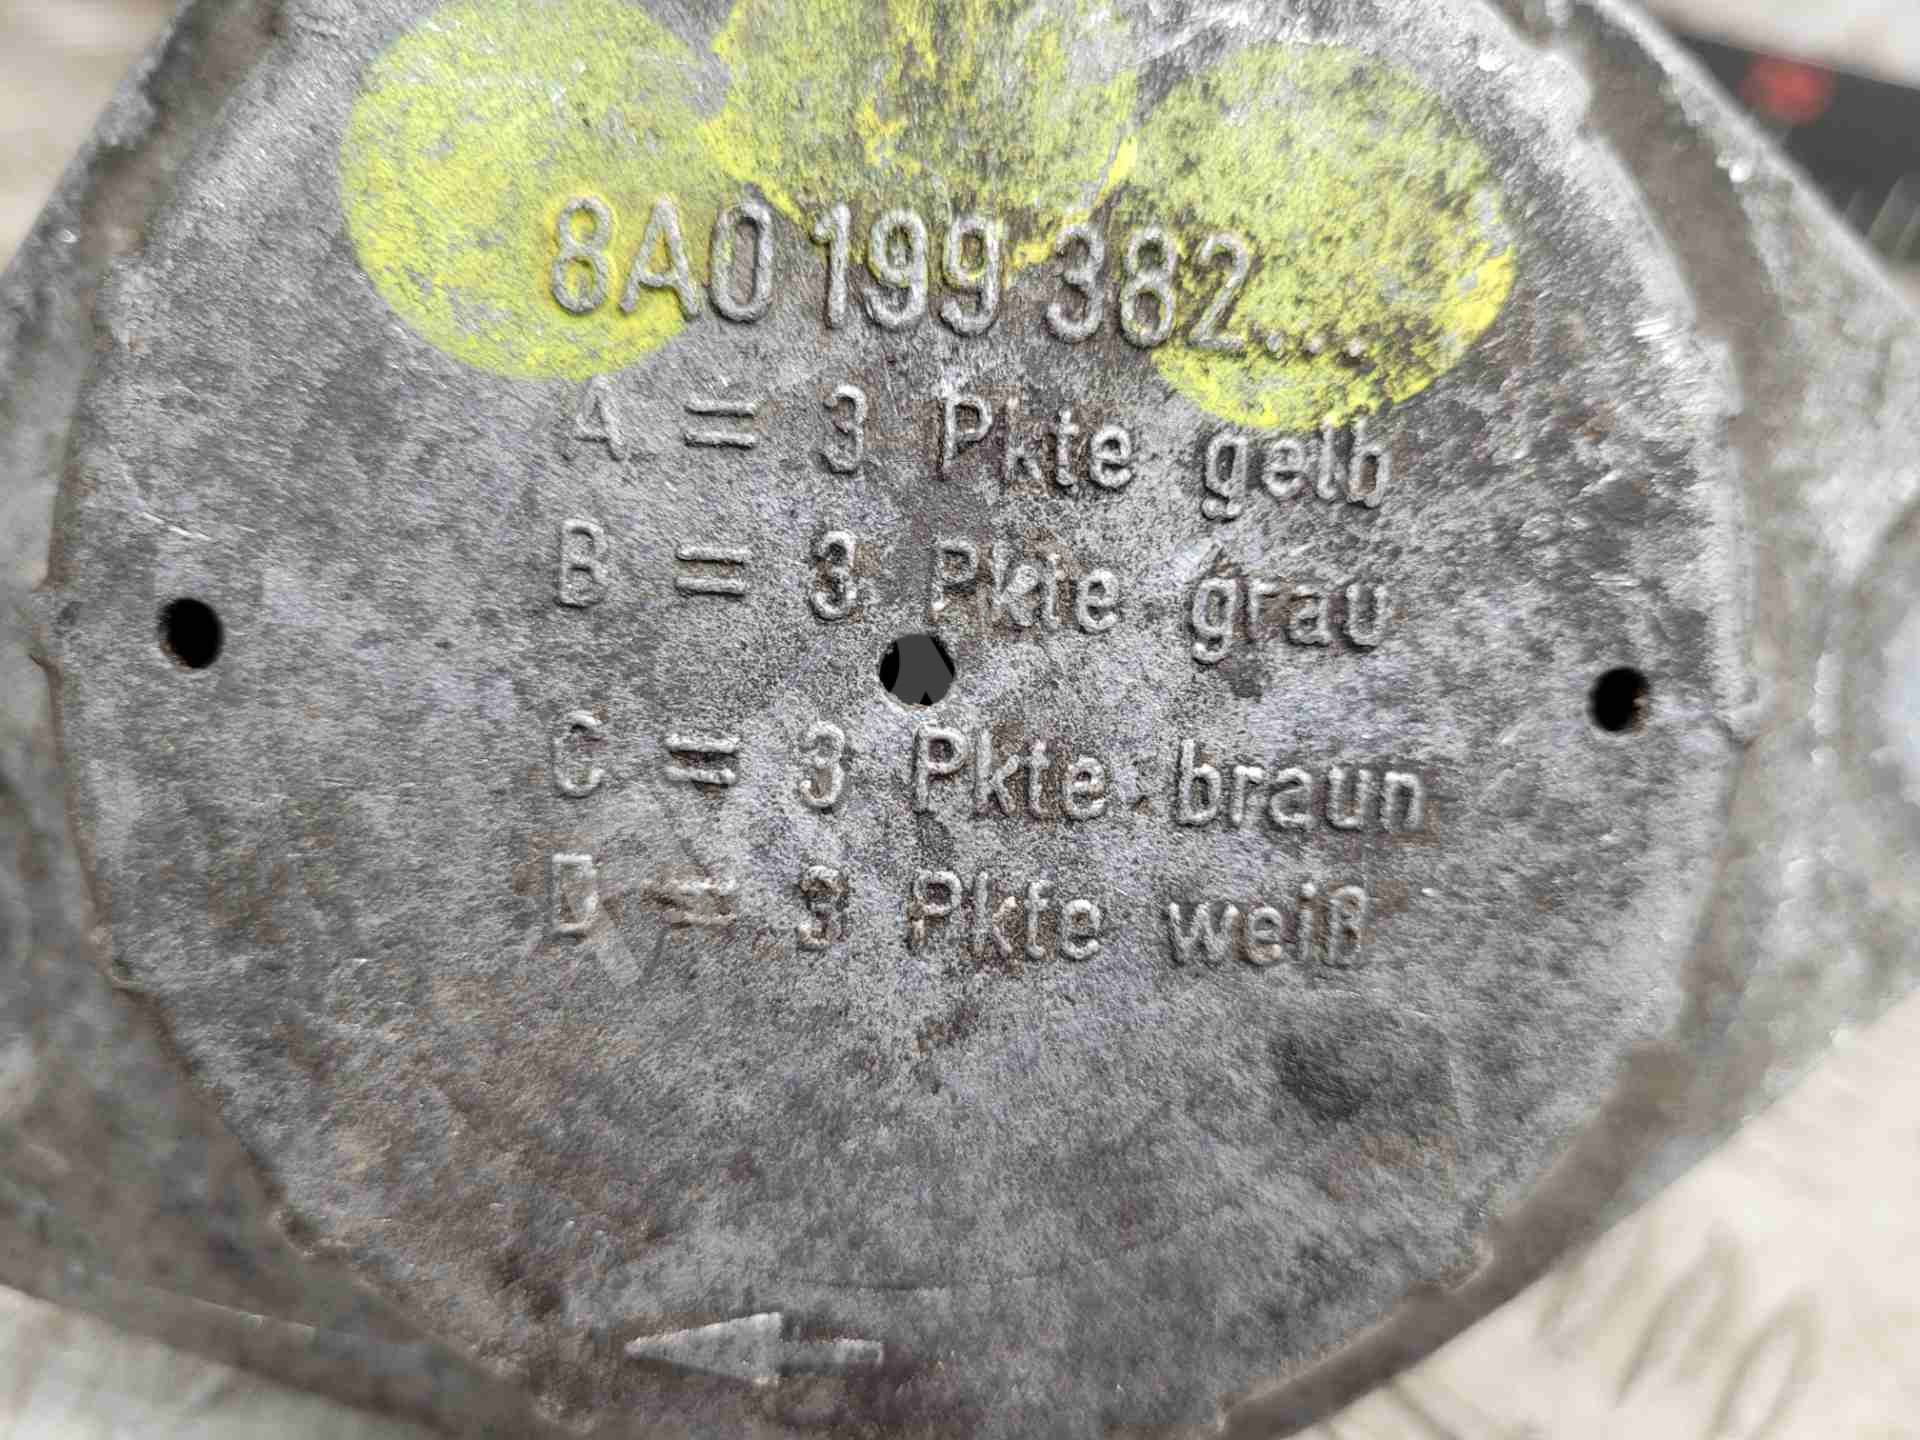 8A0 199 382...
A = 3 Pkte gelb
B = 3 Pkte grau
C = 3 Pkte braun
D = 3 Pkte weiß